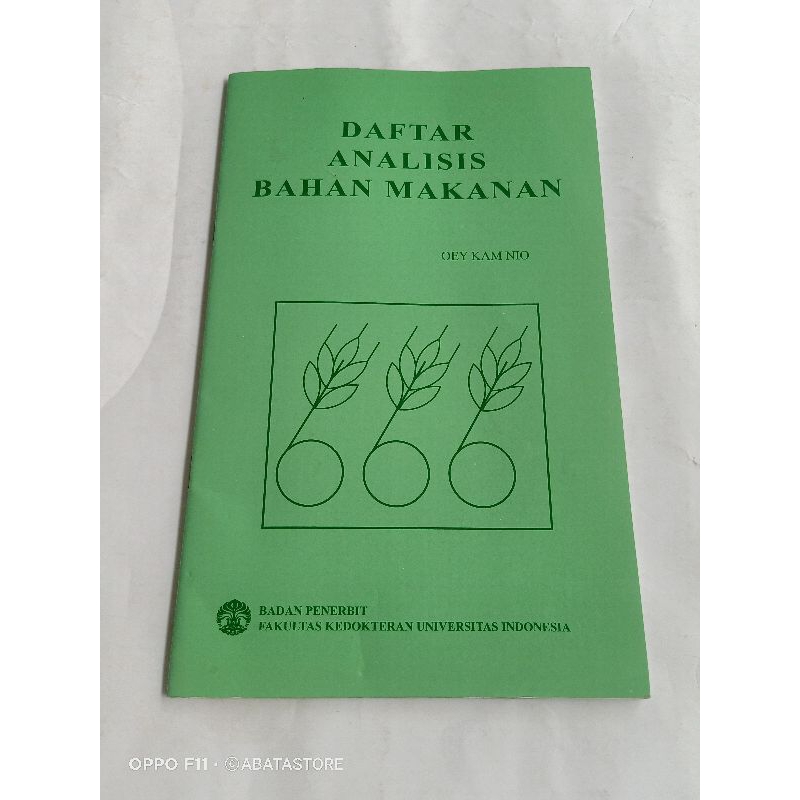 DAFTAR
ANALISIS
BAHAN MAKANAN
OEY KAM NIO
BADAN PENERBIT
FAKULTAS KEDOKTERAN UNIVERSITAS INDONESIA
OPPO F11 · ©ABATASTORE